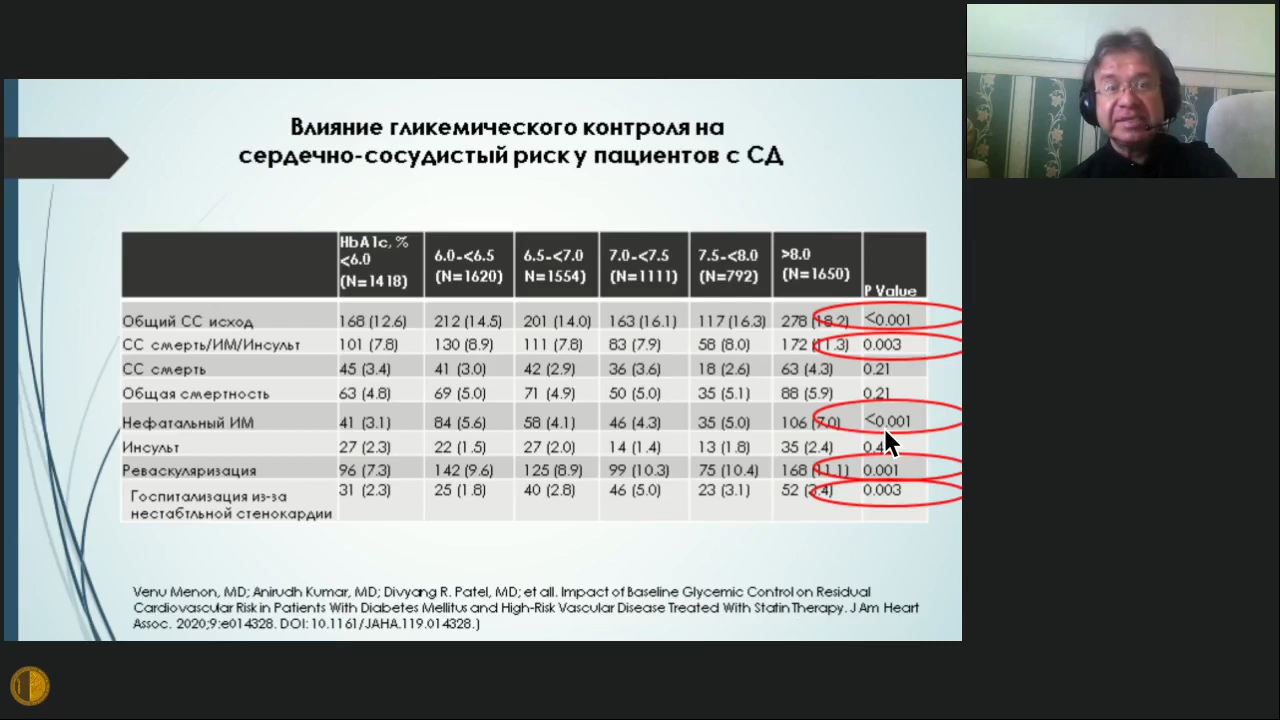 Влияние гликемического контроля на
сердечно-сосудистый риск у пациентов с СД
HbA1c, % <6.0 (N=1418) 6.0-<6.5 (N=1620) 6.5-<7.0 N=1554) 7.0-<7.5 (N=1111) 7.5-<8.0 (N=792) >8.0 (N=1650) P Value
Общий СС исход 168 (12.6) 212 (14.5) 201 (14.0) 163 (16.1) 117 (16.3) 278 (18.2) <0.001
СС смерть/ИМ/Инсульт 101 (7.8) 130 (8.9) 111 (7.8) 83 (7.9) 58 (8.0) 172 (11.3) 0.003
СС смерть 45 (3.4) 41 (3.0) 42 (2.9) 36 (3.6) 18 (2.6) 63 (4.3) 0.21
Общая смертность 63 (4.8) 69 (5.0) 71 (4.9) 50 (5.0) 35 (5.1) 88 (5.9) 0.21
Нефатальный ИМ 41 (3.1) 84 (5.6) 58 (4.1) 46 (4.3) 35 (5.0) 106 (7.0) <0.001
Инсульт 27 (2.3) 22 (1.5) 27 (2.0) 14 (1.4) 13 (1.8) 35 (2.4)
Реваскуляризация 96 (7.3) 142 (9.6) 125 (8.9) 99 (10.3) 75 (10.4) 168 (11.1) 0.001
Госпитализация из-за 31 (2.3) 25 (1.8) 40 (2.8) 46 (5.0) 23 (3.1) 52 (3.4) 0.003
нестабтльной стенокардии
Venu Menon, MD; Anirudh Kumar, MD; Divyang R. Patel, MD; et all. Impact of Baseline Glycemic Control on Residual
Cardiovascular Risk in Patients With Diabetes Mellitus and High-Risk Vascular Disease Treated With Statin Therapy. J Am Heart
Assoc. 2020;9:e014328. DOI: 10.1161/JAHA.119.014328.)